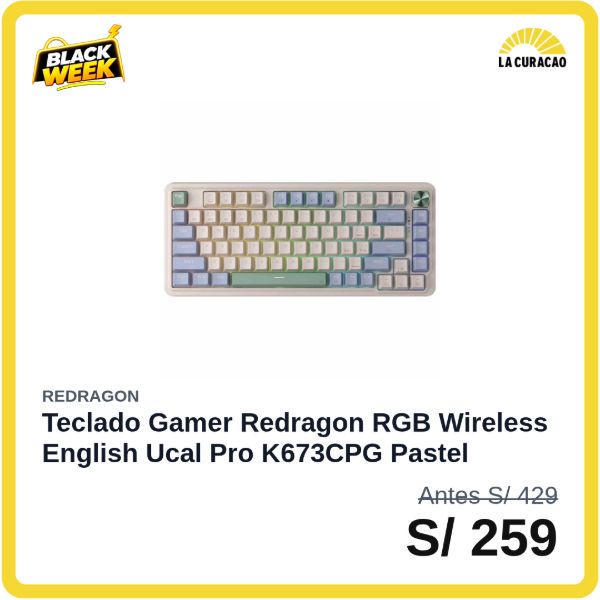 BLACK
WEEK
LA CURACAO
REDRAGON
Teclado Gamer Redragon RGB Wireless
English Ucal Pro K673CPG Pastel
Antes S/ 429
S/ 259